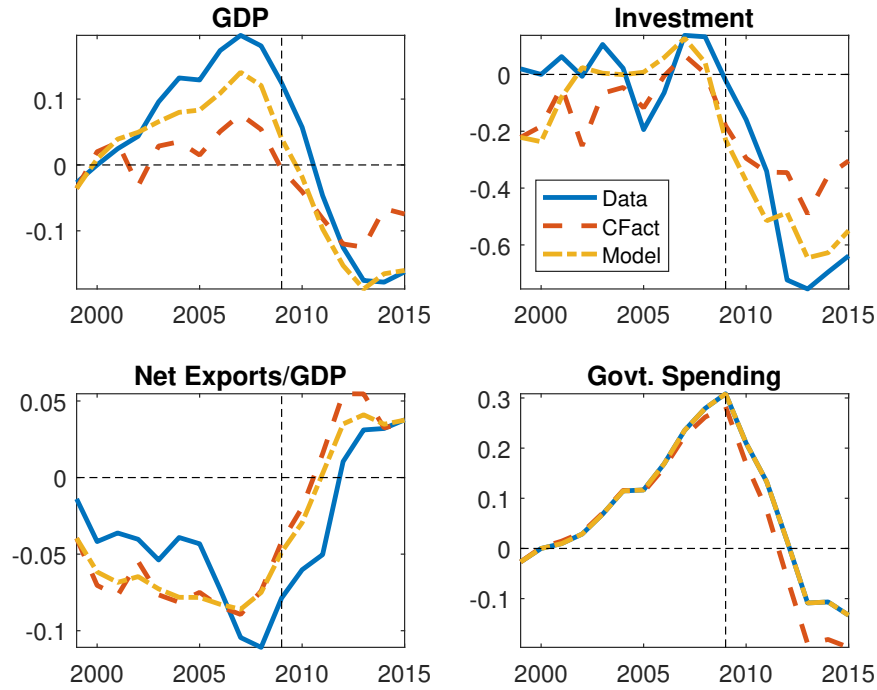 GDP
0.1
0
-0.1
2000 2005 2010 2015
Investment
0
-0.2
-0.4
-0.6
Data
CFact
Model
2000 2005 2010 2015
Net Exports/GDP
0.05
0
-0.05
-0.1
2000 2005 2010 2015
Govt. Spending
0.3
0.2
0.1
0
-0.1
2000 2005 2010 2015